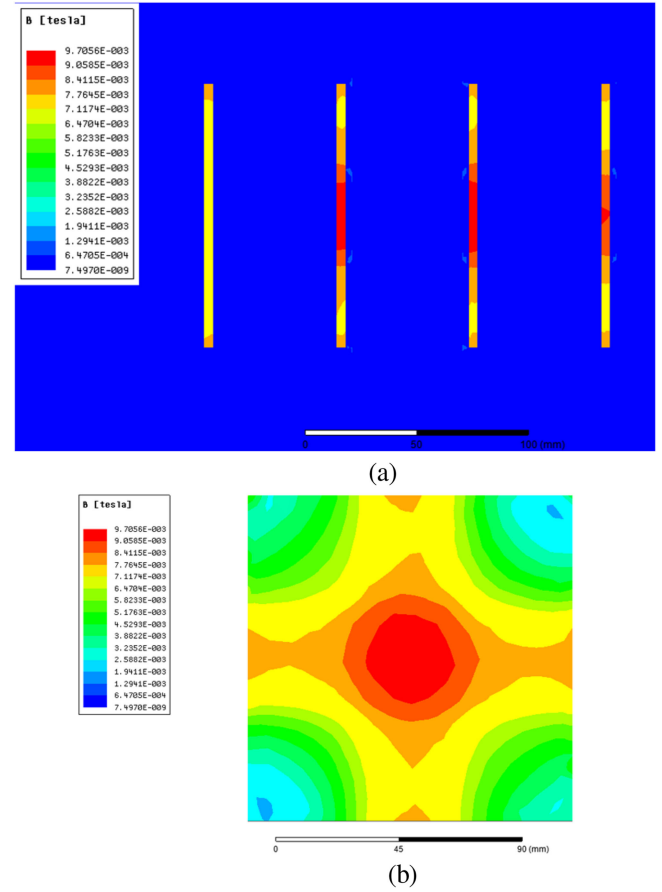 B [tesla]
9.7056E-003
9.0585E-003
8.4115E-003
7.7645E-003
7.1174E-003
6.4704E-003
5.8233E-003
5.1763E-003
4.5293E-003
3.8822E-003
3.2352E-003
2.5882E-003
1.9411E-003
1.2941E-003
6.4705E-004
7.4970E-009
0 50 100 (mm)
(a)
B [tesla]
9.7056E-003
9.0585E-003
8.4115E-003
7.7645E-003
7.1174E-003
6.4704E-003
5.8233E-003
5.1763E-003
4.5293E-003
3.8822E-003
3.2352E-003
2.5882E-003
1.9411E-003
1.2941E-003
6.4705E-004
7.4970E-009
0 45 90 (mm)
(b)